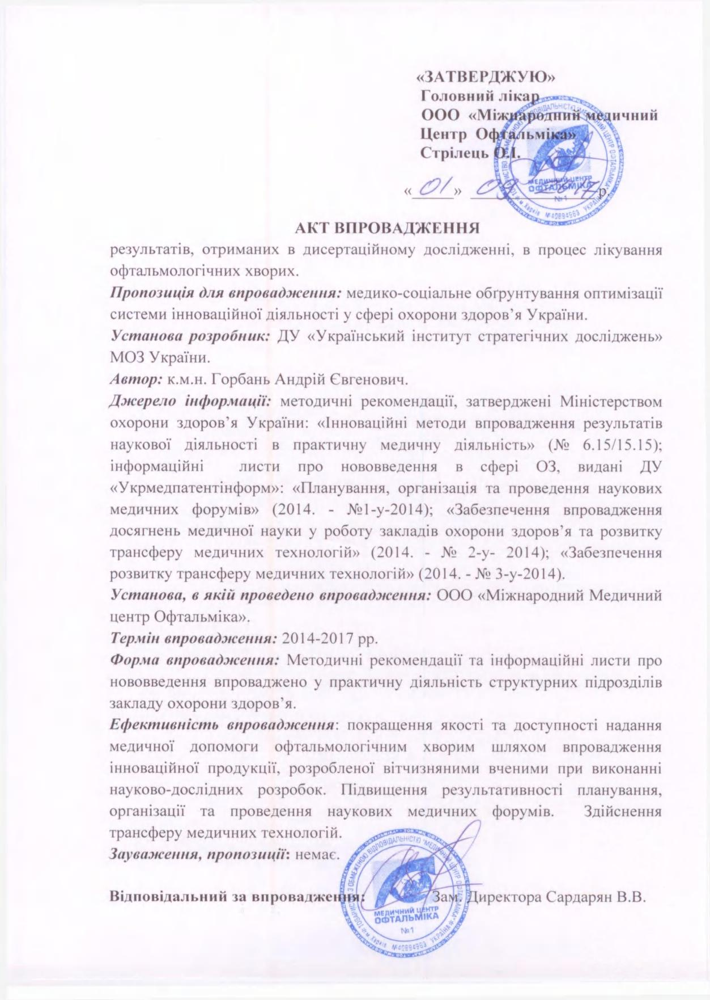 «ЗАТВЕРДЖУЮ»
Головний лікар
ООО «Міжнародний медичний
Центр Офтальміка»
Стрілець О.І.
«01» 09 2017 р.
АКТ ВПРОВАДЖЕННЯ
результатів, отриманих в дисертаційному дослідженні, в процес лікування
офтальмологічних хворих.
Пропозиція для впровадження: медико-соціальне обґрунтування оптимізації
системи інноваційної діяльності у сфері охорони здоров’я України.
Установа розробник: ДУ «Український інститут стратегічних досліджень»
МОЗ України.
Автор: к.м.н. Горбань Андрій Євгенович.
Джерело інформації: методичні рекомендації, затверджені Міністерством
охорони здоров’я України: «Інноваційні методи впровадження результатів
наукової діяльності в практичну медичну діяльність» (№ 6.15/15.15);
інформаційні листи про нововведення в сфері ОЗ, видані ДУ
«Укрмедпатентінформ»: «Планування, організація та проведення наукових
медичних форумів» (2014. - №1-у-2014); «Забезпечення впровадження
досягнень медичної науки у роботу закладів охорони здоров’я та розвитку
трансферу медичних технологій» (2014. - № 2-у- 2014); «Забезпечення
розвитку трансферу медичних технологій» (2014. - № 3-у-2014).
Установа, в якій проведено впровадження: ООО «Міжнародний Медичний
центр Офтальміка».
Термін впровадження: 2014-2017 рр.
Форма впровадження: Методичні рекомендації та інформаційні листи про
нововведення впроваджено у практичну діяльність структурних підрозділів
закладу охорони здоров’я.
Ефективність впровадження: покращення якості та доступності надання
медичної допомоги офтальмологічним хворим шляхом впровадження
інноваційної продукції, розробленої вітчизняними вченими при виконанні
науково-дослідних розробок. Підвищення результативності планування,
організації та проведення наукових медичних форумів. Здійснення
трансферу медичних технологій.
Зауваження, пропозиції: немає.
Відповідальний за впровадження: Зам. Директора Сардарян В.В.
МЕДИЧНИЙ ЦЕНТР
ОФТАЛЬМІКА
№1